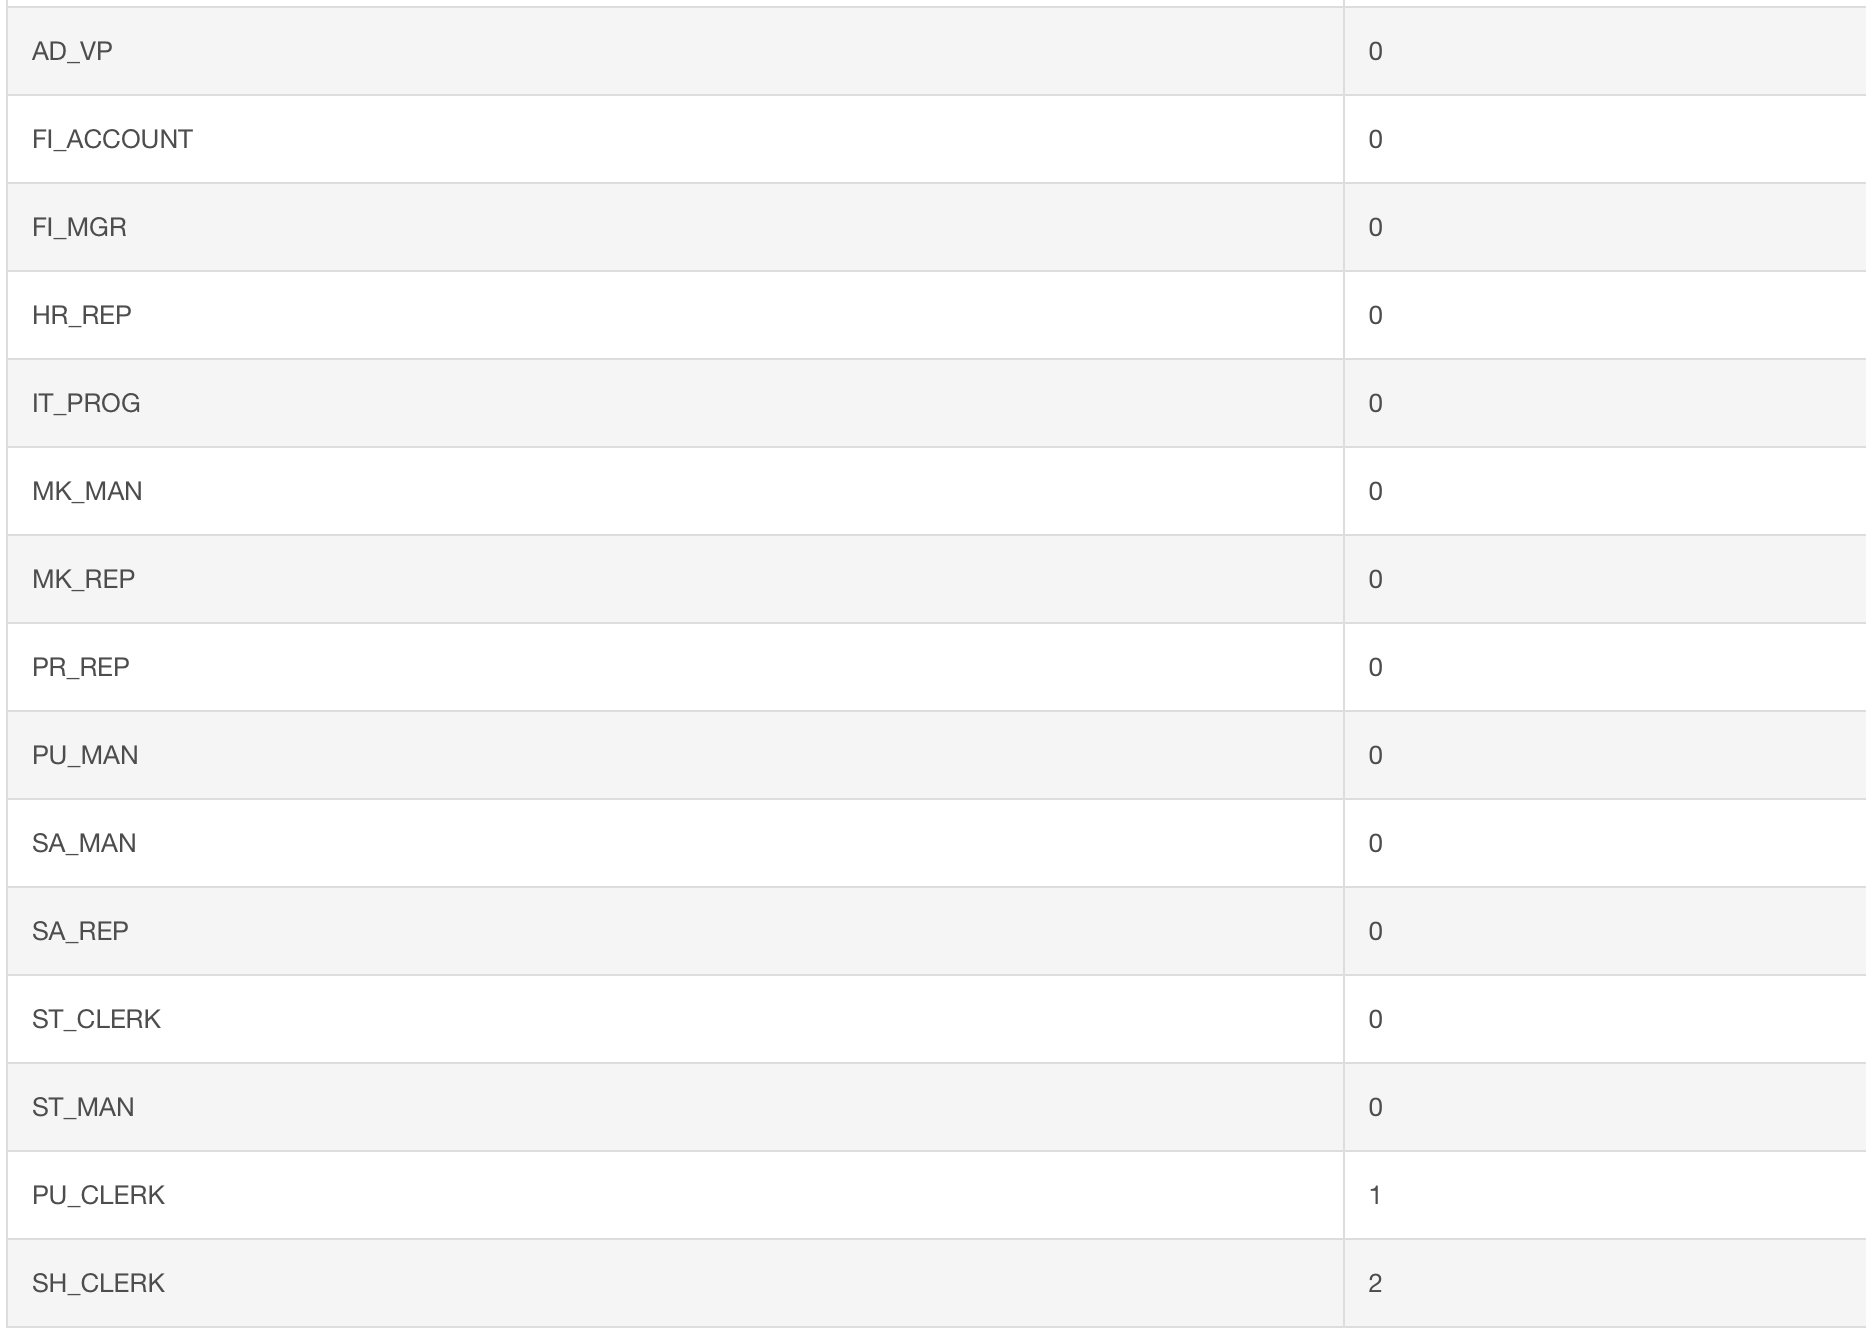 AD_VP 0
FI_ACCOUNT 0
FI_MGR 0
HR_REP 0
IT_PROG 0
MK_MAN 0
MK_REP 0
PR_REP 0
PU_MAN 0
SA_MAN 0
SA_REP 0
ST_CLERK 0
ST_MAN 0
PU_CLERK 1
SH_CLERK 2